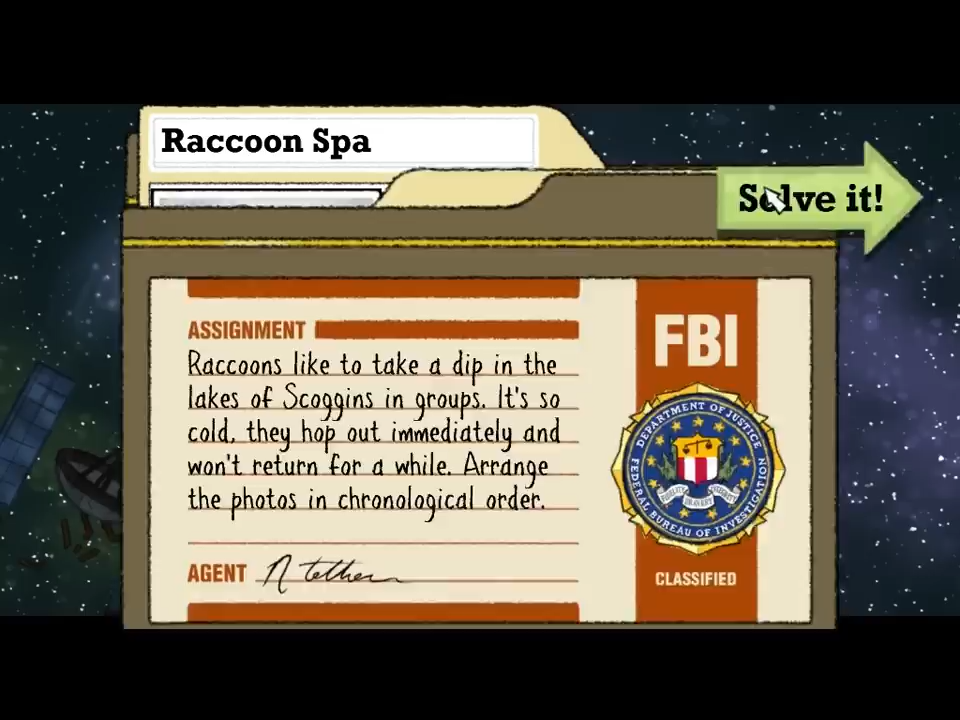 Raccoon Spa
Solve it!
ASSIGNMENT
Raccoons like to take a dip in the
lakes of Scoggins in groups. It's so
cold, they hop out immediately and
won't return for a while. Arrange
the photos in chronological order.
AGENT
FBI
DEPARTMENT OF JUSTICE
FEDERAL BUREAU OF INVESTIGATION
CLASSIFIED